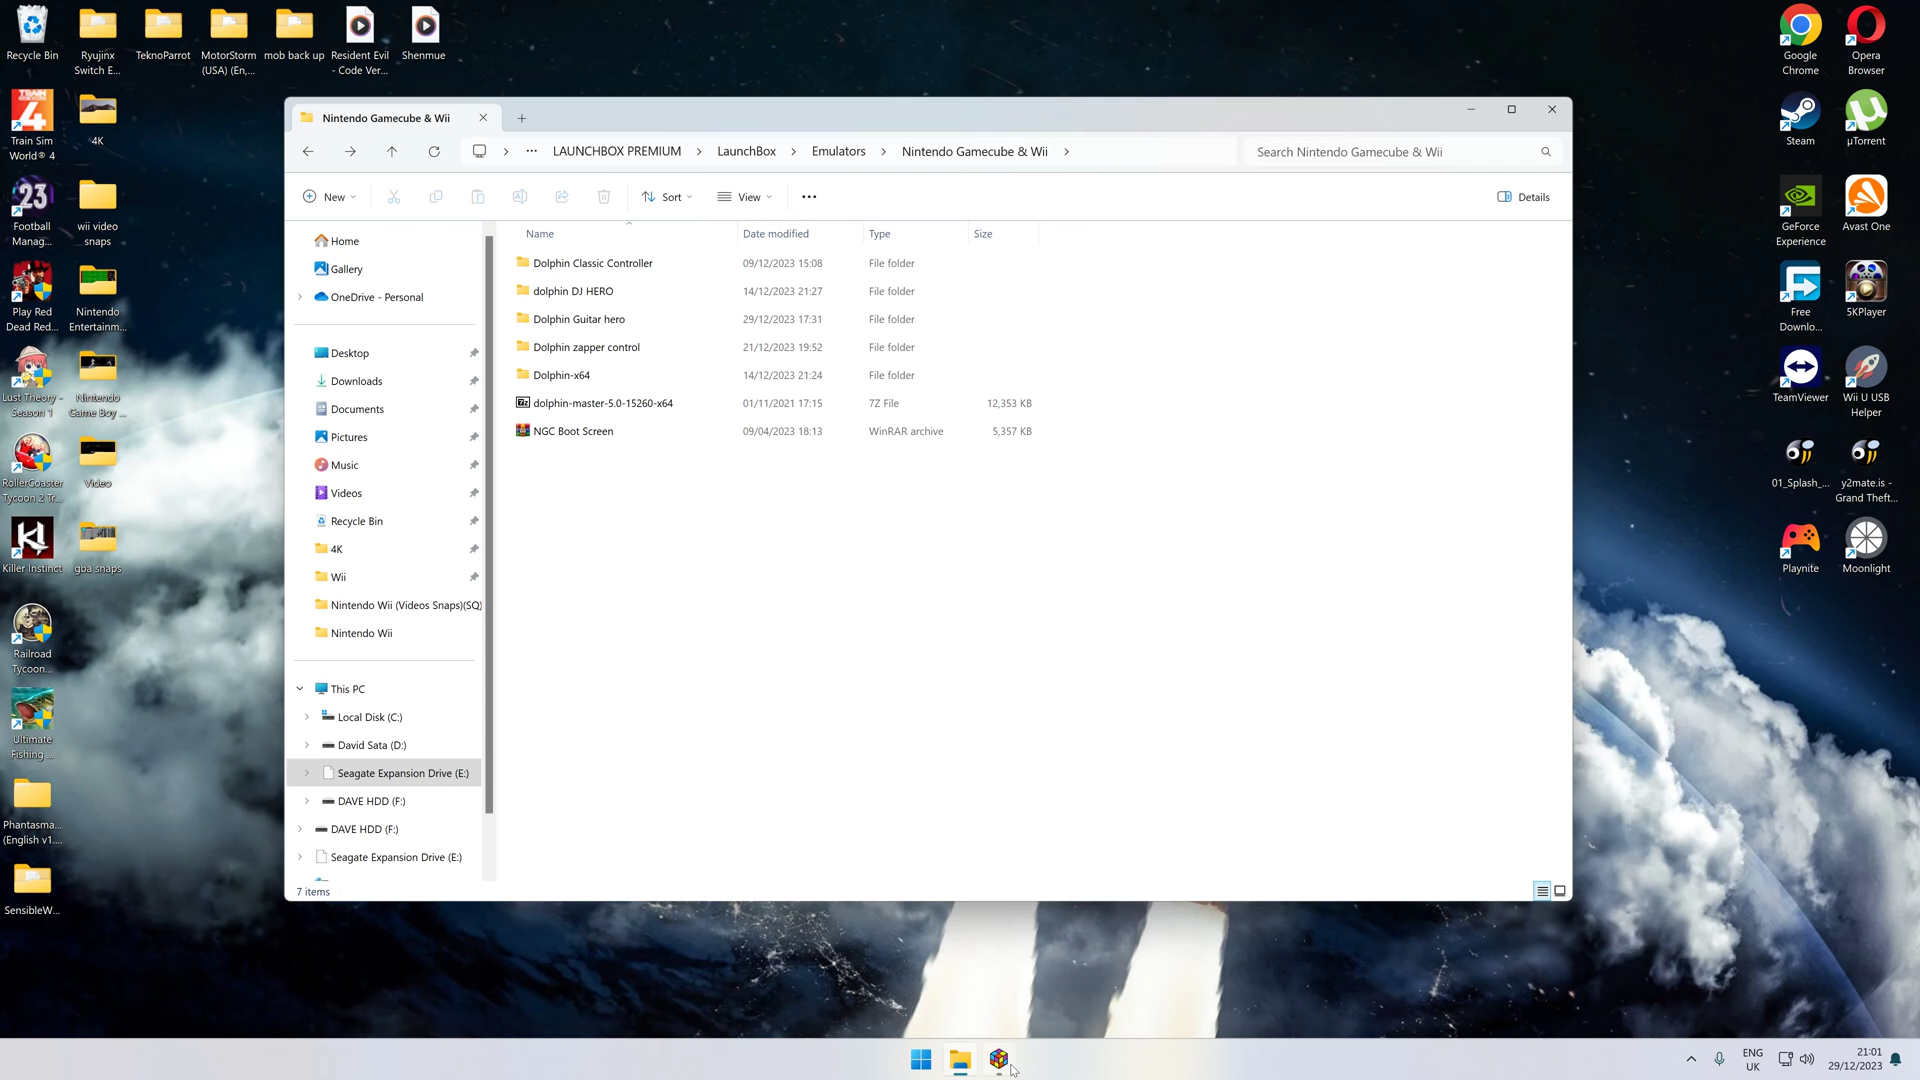 Recycle Bin
Ryujinx
Switch E...
TeknoParrot
MotorStorm
(USA) (En,...
mob back up
Resident Evil
- Code Ver...
Shenmue
Train Sim
World® 4
4K
Football
Manag...
wii video
snaps
Play Red
Dead Red...
Nintendo
Entertainm...
Lust Theory -
Season 1
Nintendo
Game Boy ...
RollerCoaster
Tycoon 2 Tr...
Video
Killer Instinct
gba snaps
Railroad
Tycoon...
Ultimate
Fishing ...
Phantasma...
(English v1....
SensibleW...
Nintendo Gamecube & Wii
LAUNCHBOX PREMIUM
LaunchBox
Emulators
Nintendo Gamecube & Wii
Search Nintendo Gamecube & Wii
New
Sort
View
Details
Home
Gallery
OneDrive - Personal
Desktop
Downloads
Documents
Pictures
Music
Videos
Recycle Bin
4K
Wii
Nintendo Wii (Videos Snaps)(SQ)
Nintendo Wii
This PC
Local Disk (C:)
David Sata (D:)
Seagate Expansion Drive (E:)
DAVE HDD (F:)
DAVE HDD (F:)
Seagate Expansion Drive (E:)
7 items
Name Date modified Type Size
Dolphin Classic Controller 09/12/2023 15:08 File folder
dolphin DJ HERO 14/12/2023 21:27 File folder
Dolphin Guitar hero 29/12/2023 17:31 File folder
Dolphin zapper control 21/12/2023 19:52 File folder
Dolphin-x64 14/12/2023 21:24 File folder
dolphin-master-5.0-15260-x64 01/11/2021 17:15 7Z File 12,353 KB
NGC Boot Screen 09/04/2023 18:13 WinRAR archive 5,357 KB
Google
Chrome
Opera
Browser
Steam
µTorrent
GeForce
Experience
Avast One
Free
Downlo...
5KPlayer
TeamViewer
Wii U USB
Helper
01_Splash_...
y2mate.is -
Grand Theft...
Playnite
Moonlight
ENG
UK
21:01
29/12/2023